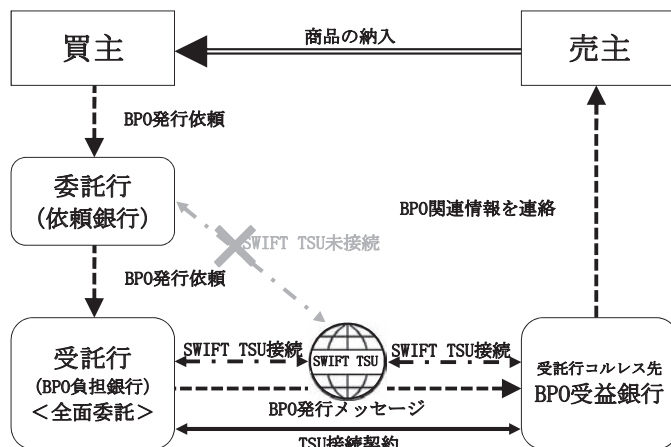 買主
商品の納入
売主
BPO発行依頼
委託行
(依頼銀行)
BPO関連情報を連絡
SWIFT TSU未接続
BPO発行依頼
受託行
(BPO負担銀行)
＜全面委託＞
SWIFT TSU接続
SWIFT TSU
SWIFT TSU接続
受託行コルレス先
BPO受益銀行
BPO発行メッセージ
TSU接続契約